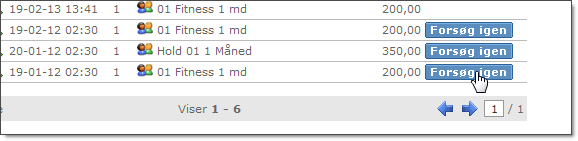 19-02-13 13:41 1 01 Fitness 1 md 200,00
19-02-12 02:30 1 01 Fitness 1 md 200,00 Forsøg igen
20-01-12 02:30 1 Hold 01 1 Måned 350,00 Forsøg igen
19-01-12 02:30 1 01 Fitness 1 md 200,00 Forsøg igen
Viser 1 - 6 1 / 1